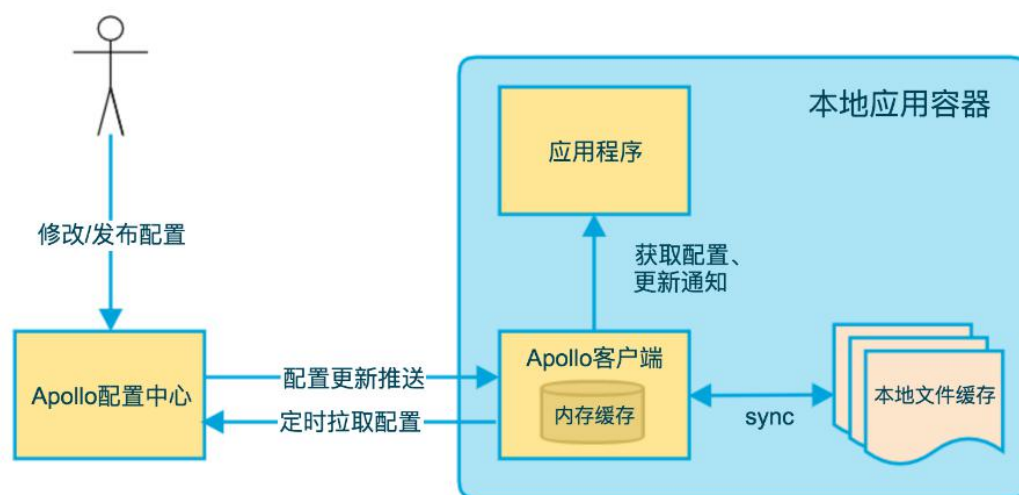 本地应用容器
应用程序
修改/发布配置
获取配置、
更新通知
Apollo配置中心
配置更新推送
定时拉取配置
Apollo客户端
内存缓存
sync
本地文件缓存